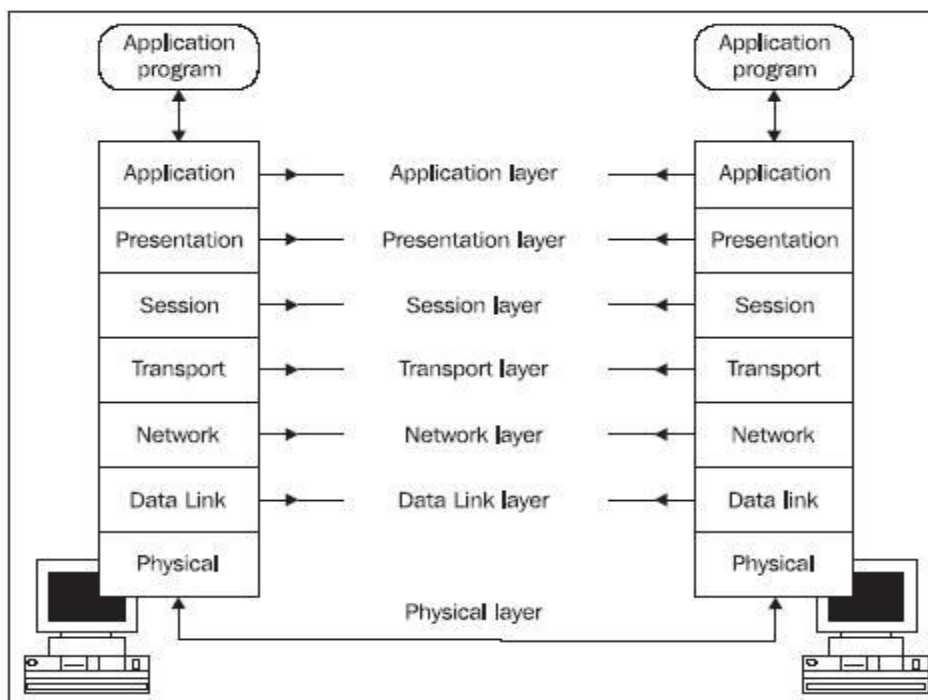 Application
program
Application
program
Application
Application layer
Application
Presentation
Presentation layer
Presentation
Session
Session layer
Session
Transport
Transport layer
Transport
Network
Network layer
Network
Data Link
Data Link layer
Data link
Physical
Physical
Physical layer